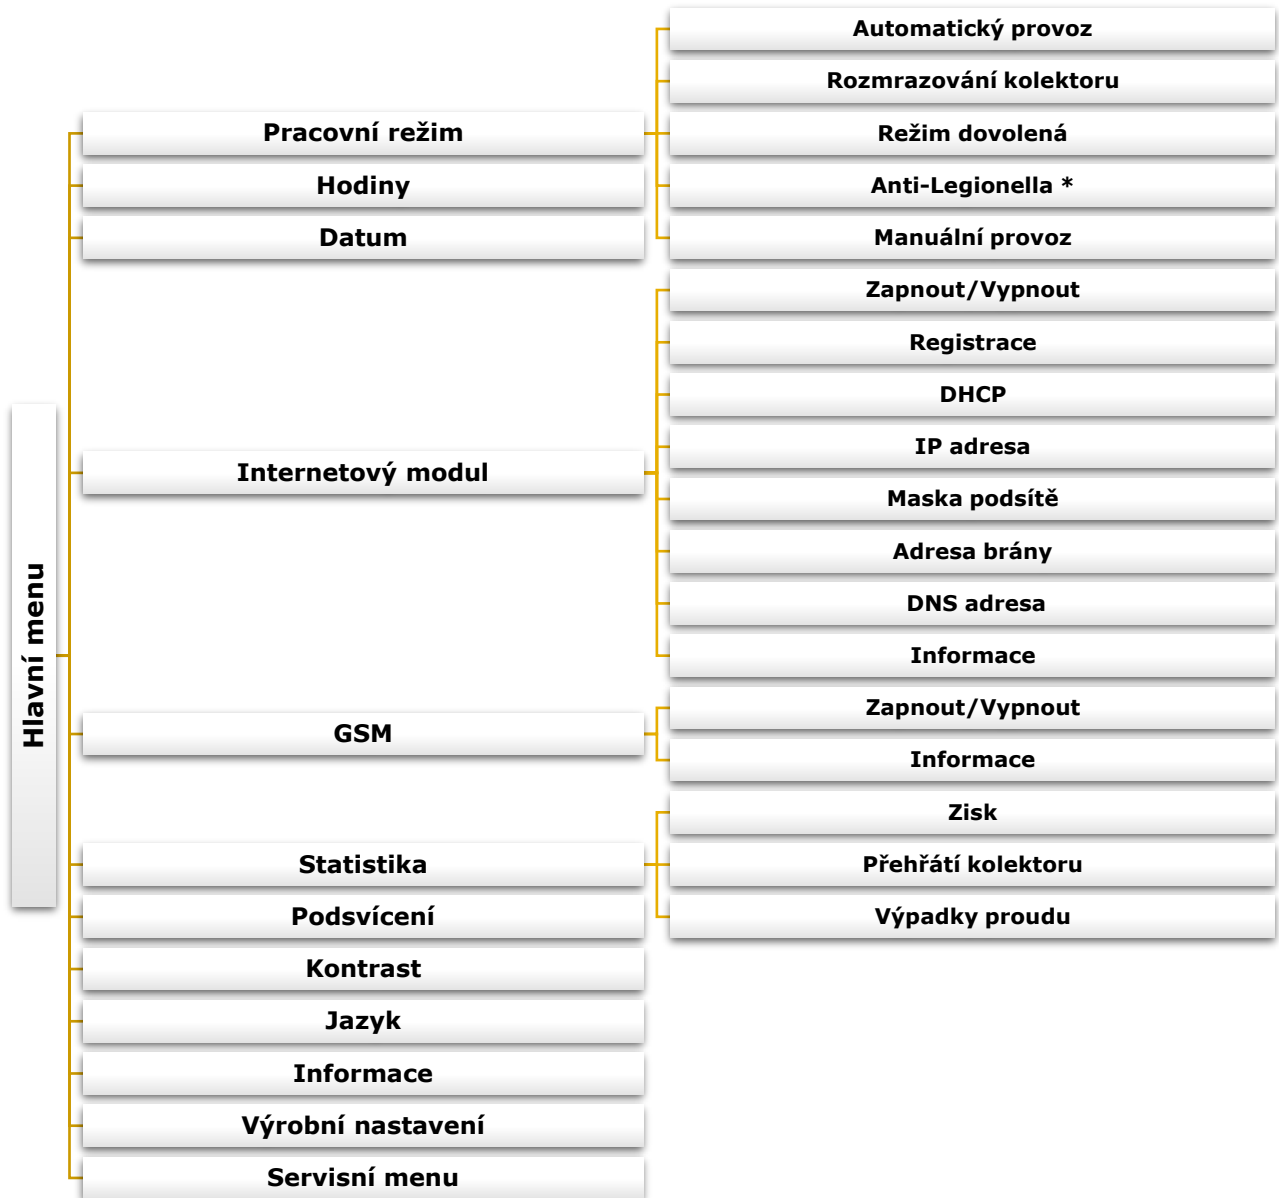 Hlavní menu
Pracovní režim
Automatický provoz
Rozmrazování kolektoru
Režim dovolená
Anti-Legionella *
Manuální provoz
Hodiny
Datum
Internetový modul
Zapnout/Vypnout
Registrace
DHCP
IP adresa
Maska podsítě
Adresa brány
DNS adresa
Informace
GSM
Zapnout/Vypnout
Informace
Statistika
Zisk
Přehřátí kolektoru
Výpadky proudu
Podsvícení
Kontrast
Jazyk
Informace
Výrobní nastavení
Servisní menu